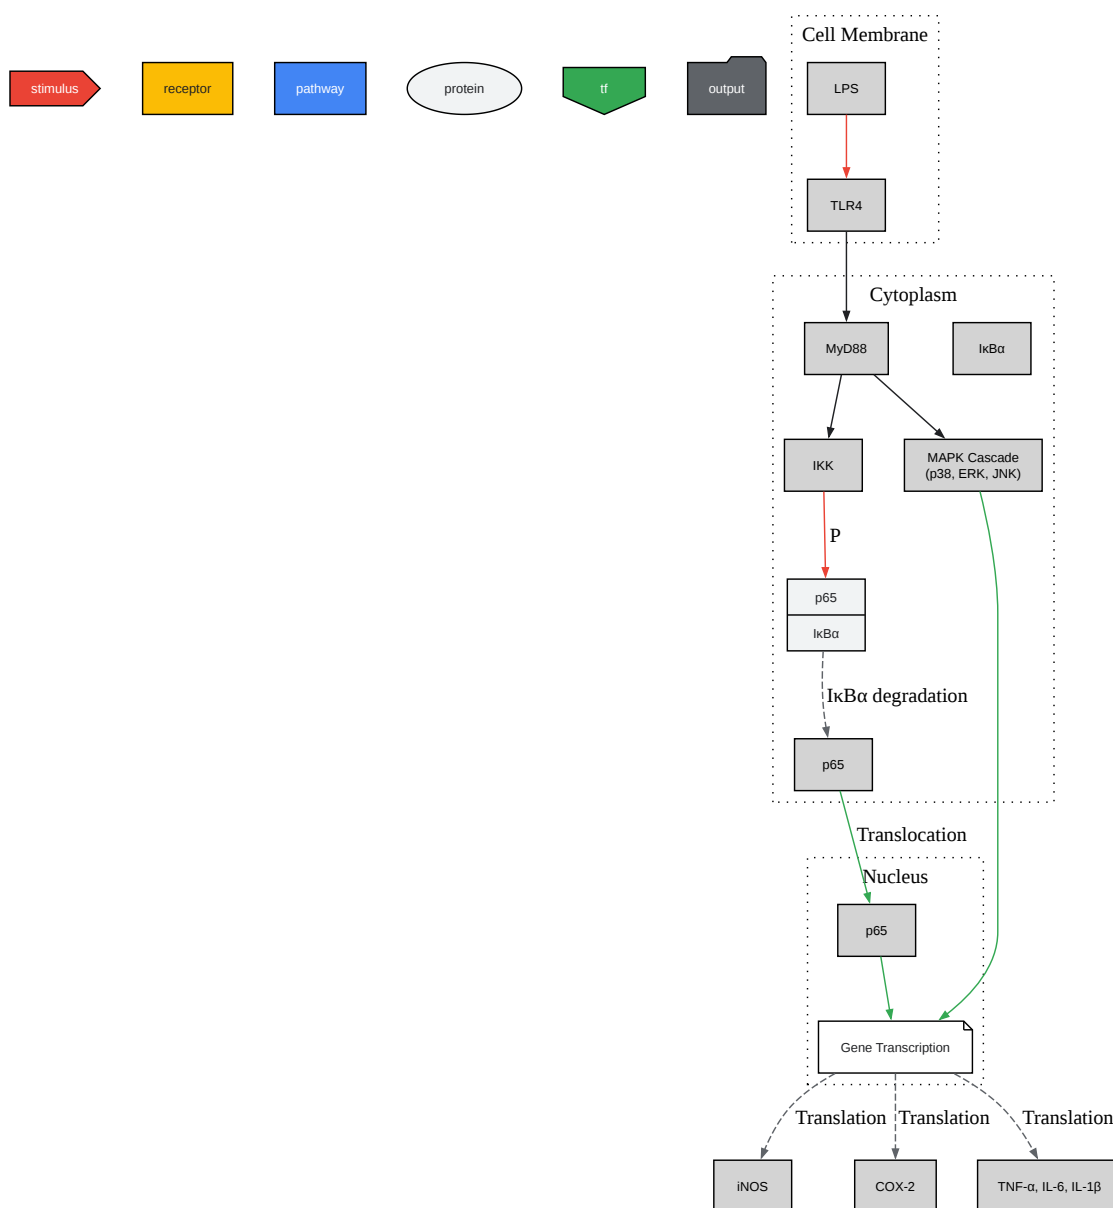 Cell Membrane
stimulus
receptor
pathway
protein
tf
output
LPS
TLR4
Cytoplasm
MyD88
IκBα
IKK
MAPK Cascade
(p38, ERK, JNK)
P
p65
IκBα
IκBα degradation
p65
Translocation
Nucleus
p65
Gene Transcription
Translation
Translation
Translation
iNOS
COX-2
TNF-α, IL-6, IL-1β